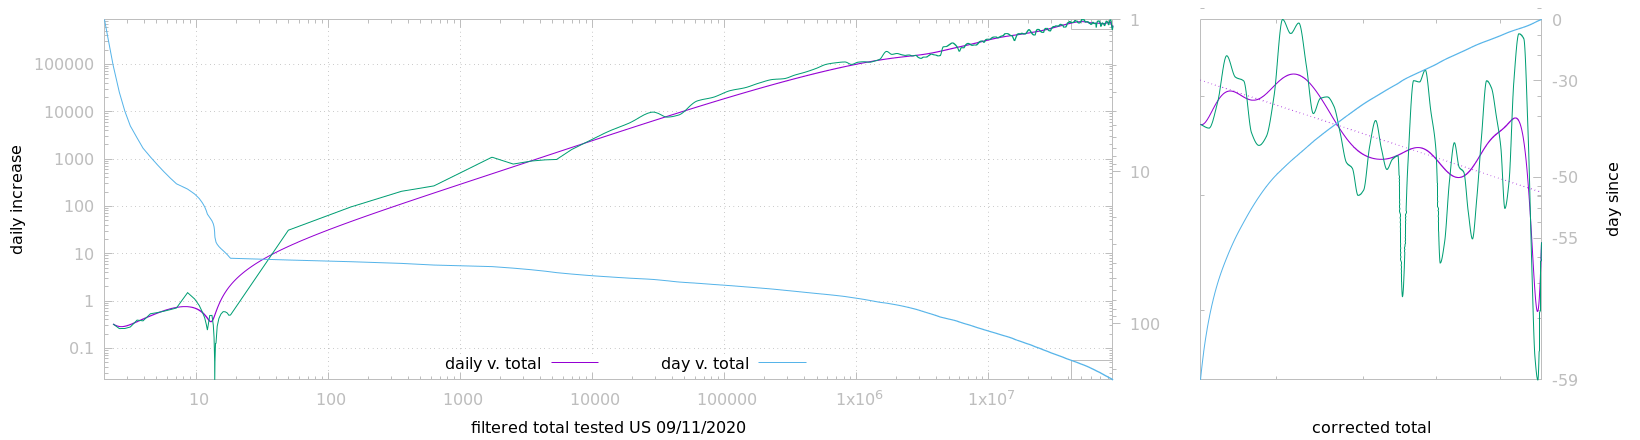 daily increase
100000
10000
1000
100
10
1
0.1
10
100
1000
10000
100000
1x10⁶
1x10⁷
filtered total tested US 09/11/2020
daily v. total
day v. total
1
10
100
0
-30
-50
-55
-59
day since
corrected total